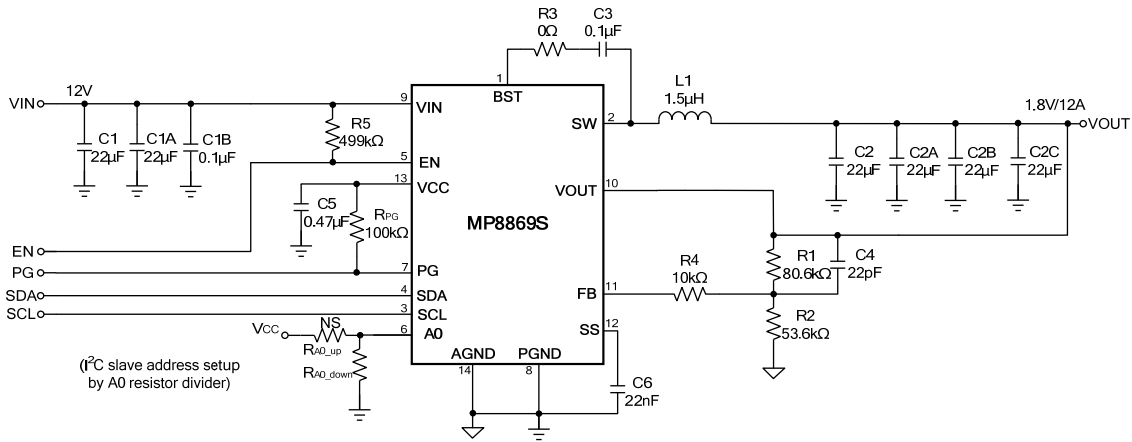 R3
0Ω
C3
0.1µF
1
BST
12V
VIN
9
VIN
C1
22µF
C1A
22µF
C1B
0.1µF
R5
499kΩ
5
EN
13
VCC
C5
0.47µF
RPG
100kΩ
MP8869S
SW
2
L1
1.5µH
1.8V/12A
VOUT
C2
22µF
C2A
22µF
C2B
22µF
C2C
22µF
VOUT
10
EN
PG
7
PG
SDA
4
SDA
SCL
3
SCL
R4
10kΩ
R1
80.6kΩ
C4
22pF
FB
11
R2
53.6kΩ
SS
12
VCC
NS
6
A0
RA0_up
RA0_down
(I²C slave address setup
by A0 resistor divider)
AGND
14
PGND
8
C6
22nF